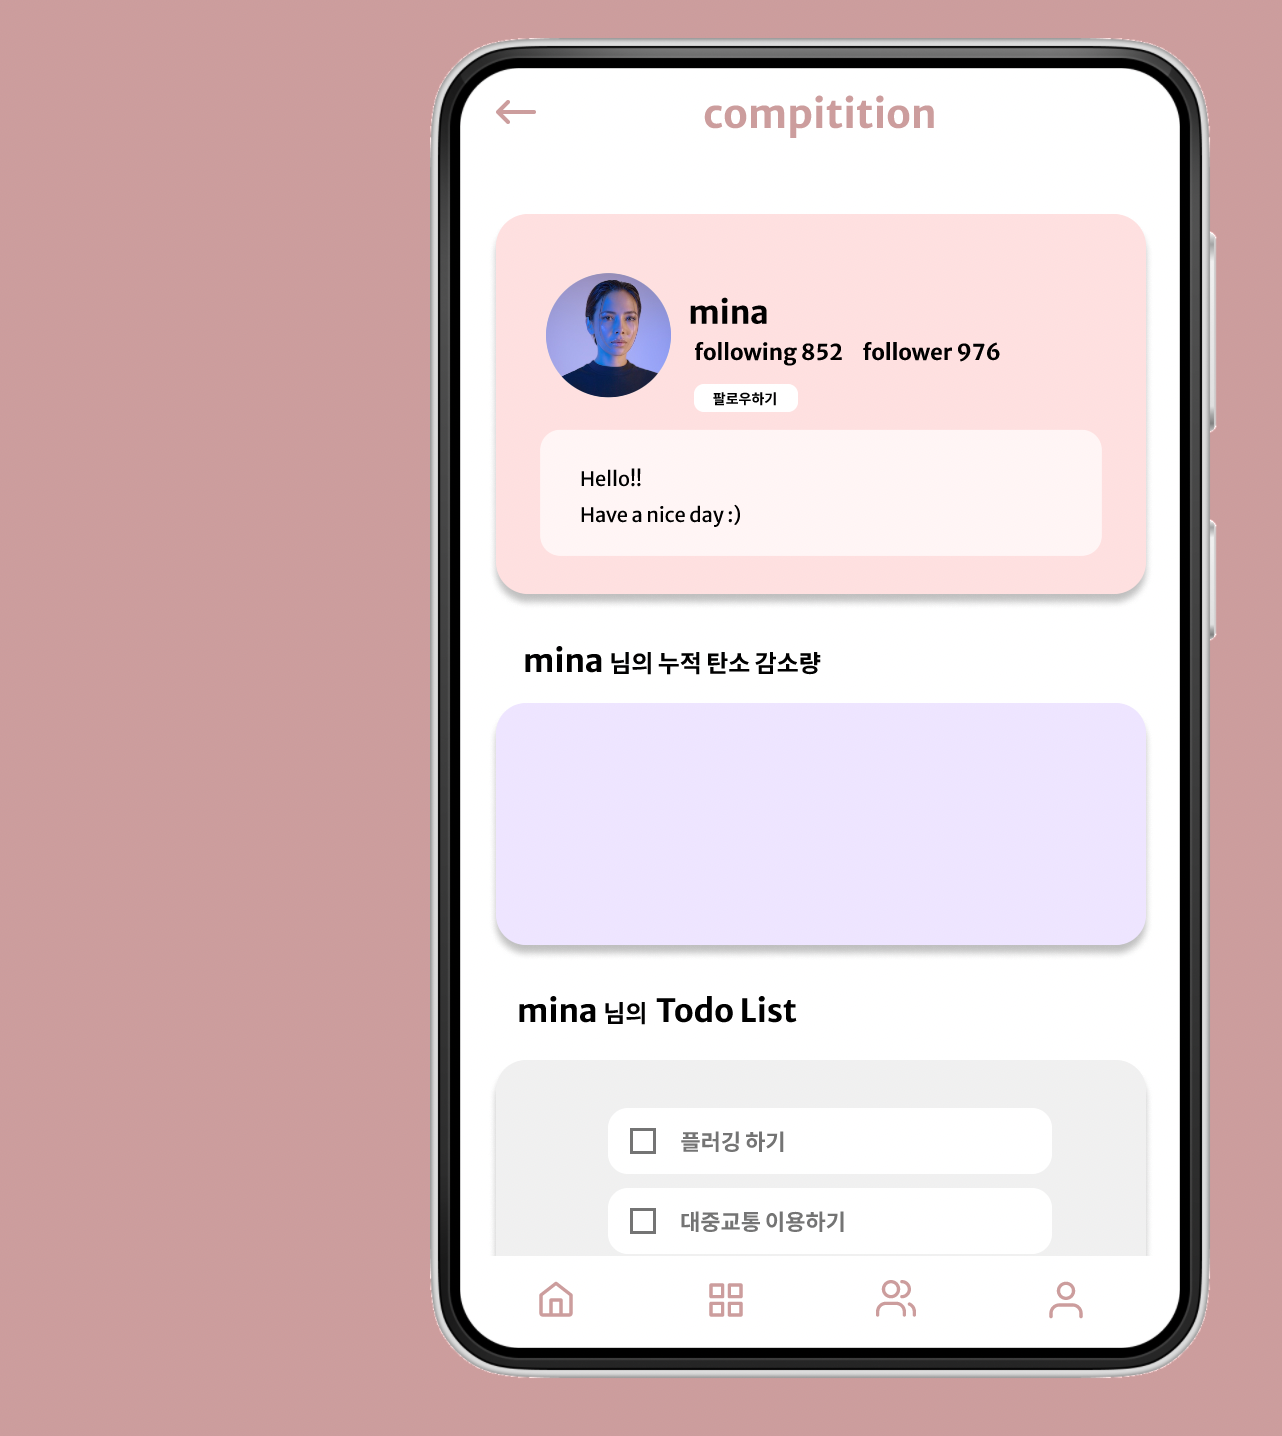 compitition
mina
following 852 follower 976
팔로우하기
Hello!!
Have a nice day :)
mina 님의 누적 탄소 감소량
mina 님의 Todo List
플러깅 하기
대중교통 이용하기